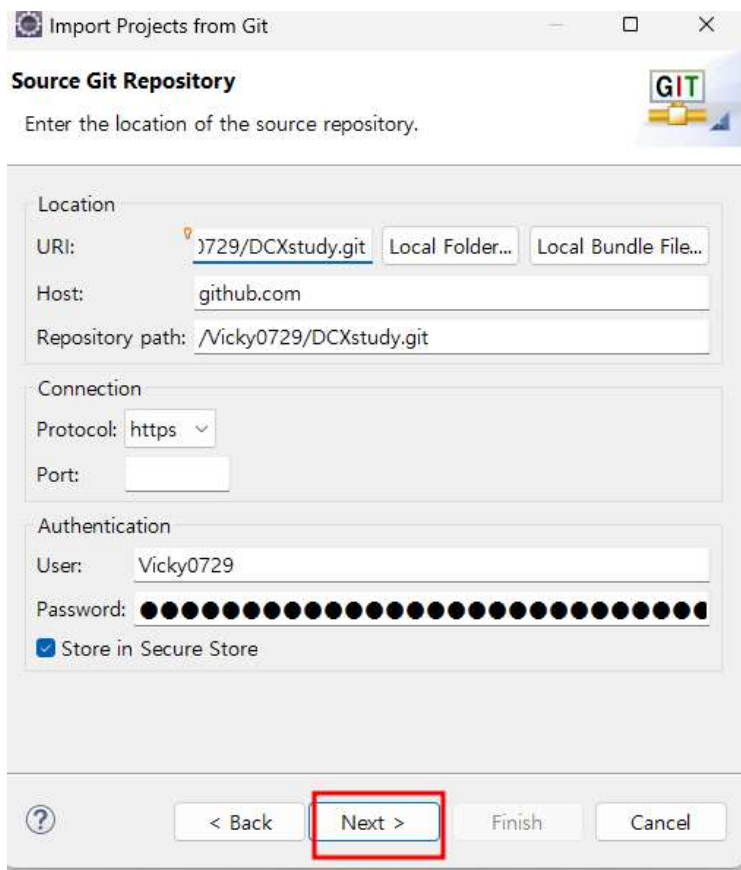 Import Projects from Git
Source Git Repository
GIT
Enter the location of the source repository.
Location
URI: 0729/DCXstudy.git Local Folder... Local Bundle File...
Host: github.com
Repository path: /Vicky0729/DCXstudy.git
Connection
Protocol: https
Port:
Authentication
User: Vicky0729
Password: ●●●●●●●●●●●●●●●●●●●●●●●●●●●●
Store in Secure Store
? < Back Next > Finish Cancel